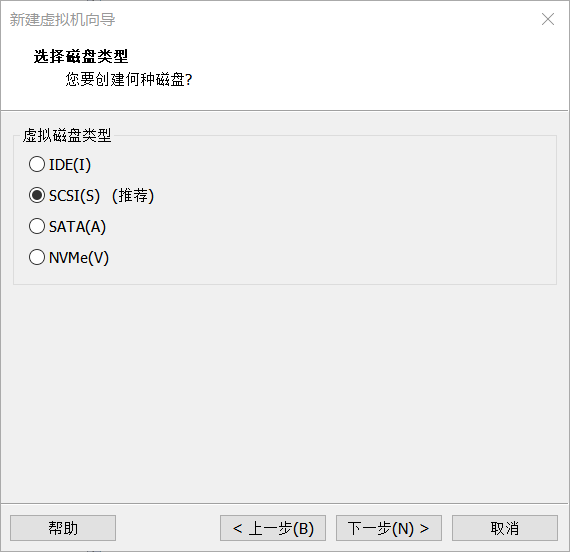 新建虚拟机向导
选择磁盘类型
您要创建何种磁盘?
虚拟磁盘类型
IDE(I)
SCSI(S) (推荐)
SATA(A)
NVMe(V)
帮助 < 上一步(B) 下一步(N) > 取消